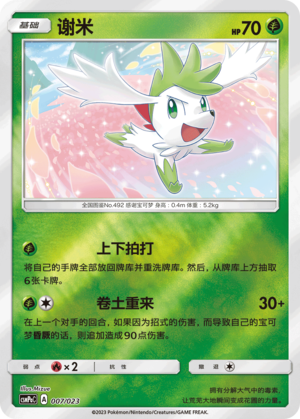 基础
谢米
HP70
全国图鉴No.492 感谢宝可梦 身高：0.4m 体重：5.2kg
上下拍打
将自己的手牌全部放回牌库并重洗牌库。然后，从牌库上方抽取
6张卡牌。
卷土重来 30+
在上一个对手的回合，如果因为招式的伤害，而导致自己的宝可
梦昏厥的话，则追加造成90点伤害。
弱点 ×2 抗性 撤退
Illus. Mizue
CSMPaC A 007/023
拥有分解大气中的毒素，
让荒芜大地瞬间变成花圃的力量。
©2023 Pokémon/Nintendo/Creatures/GAME FREAK.